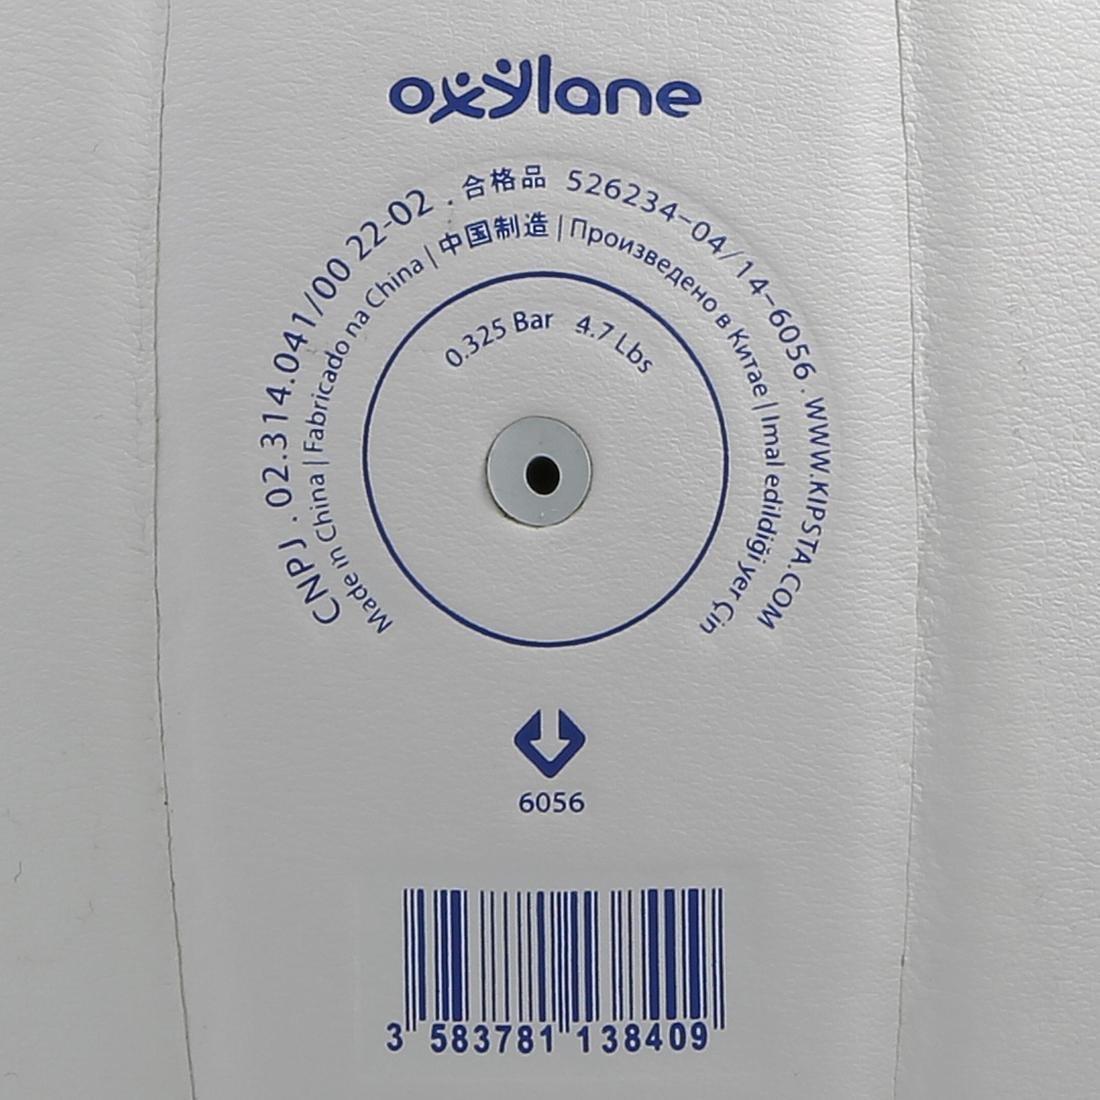 oxylane
CNPJ . 02.314.041/00 22-02 . 合格品 526234-04/14-6056 . WWW.KIPSTA.COM
Made in China | Fabricado na China | 中国制造 | Произведено в Китае | Imal edildiği yer Çin
0.325 Bar 4.7 Lbs
6056
3 583781 138409